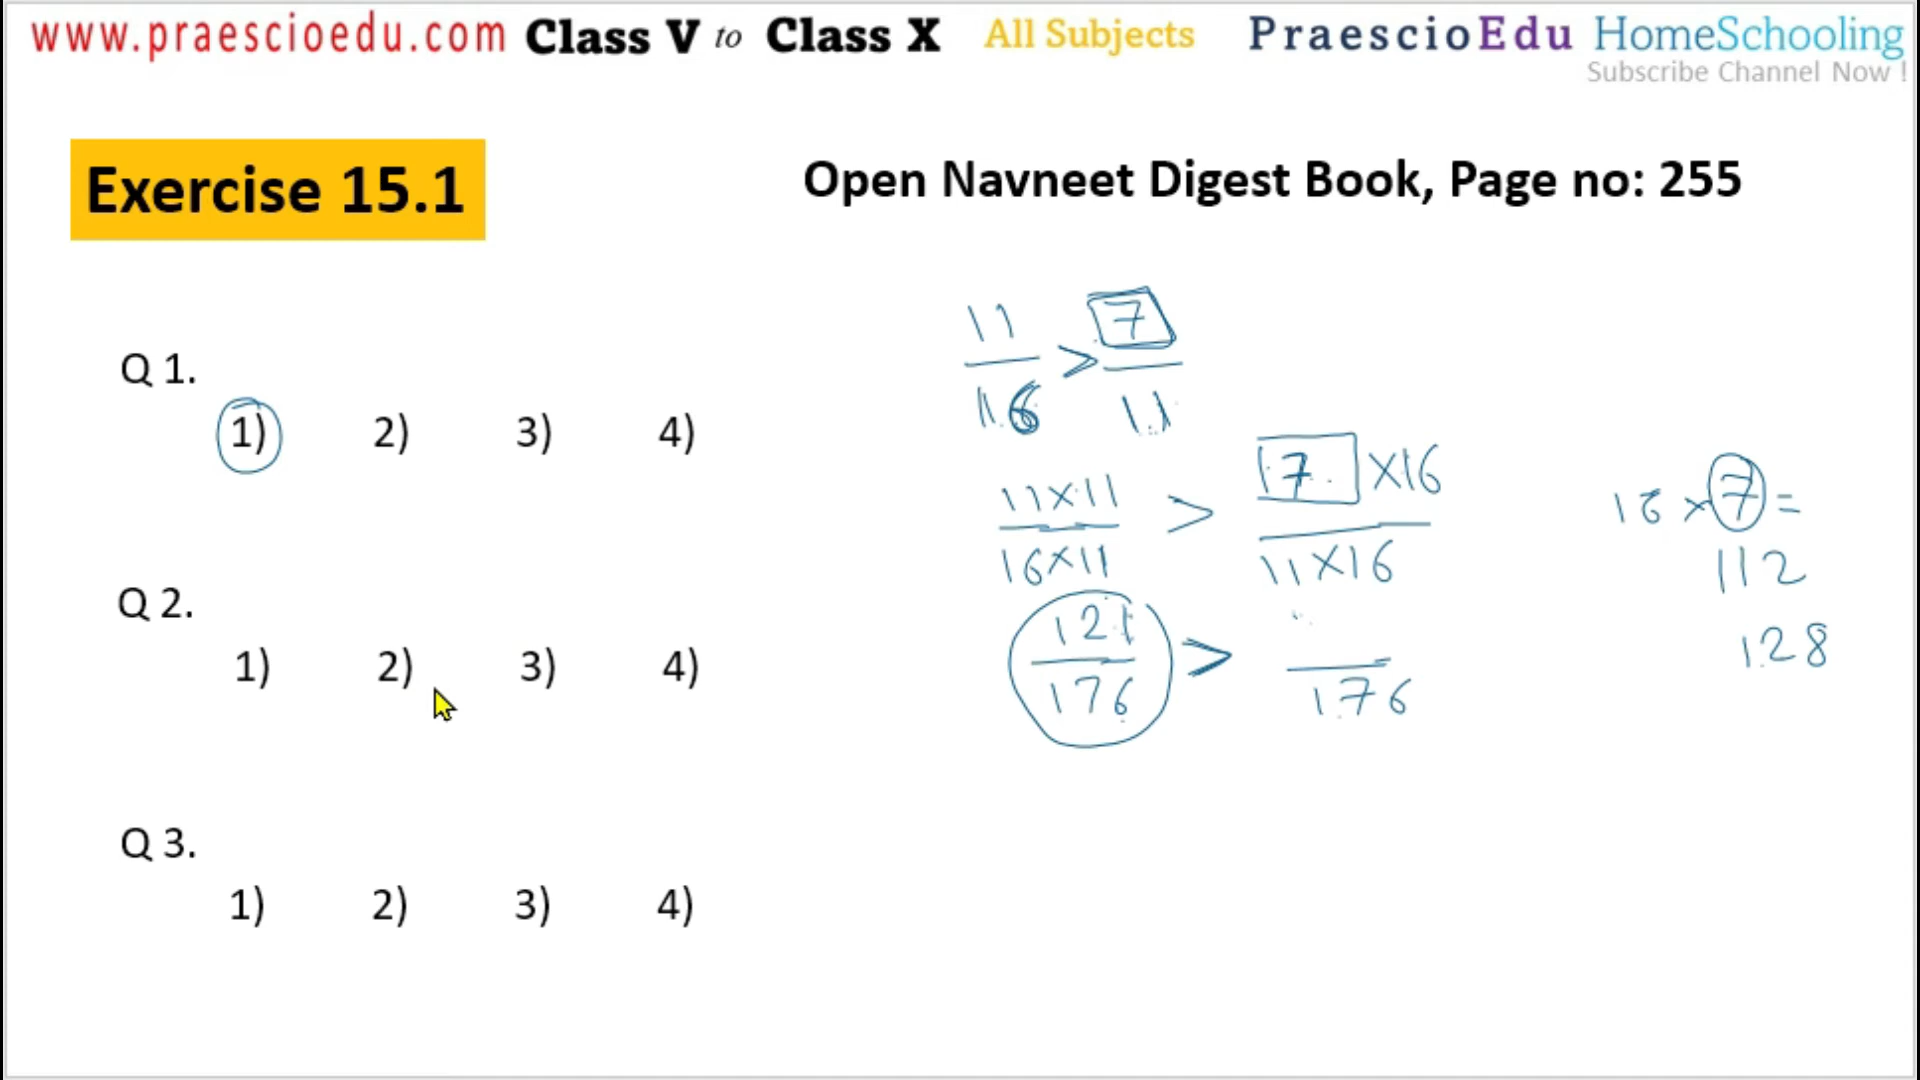 www.praescioedu.com Class V to Class X All Subjects PraescioEdu HomeSchooling
Subscribe Channel Now !
Exercise 15.1
Open Navneet Digest Book, Page no: 255
Q 1.
1) 2) 3) 4)
Q 2.
1) 2) 3) 4)
Q 3.
1) 2) 3) 4)
11 > 7
16 11
11×11 > 7 ×16
16×11 11×16
121 >
176 176
16 × 7 =
112
128